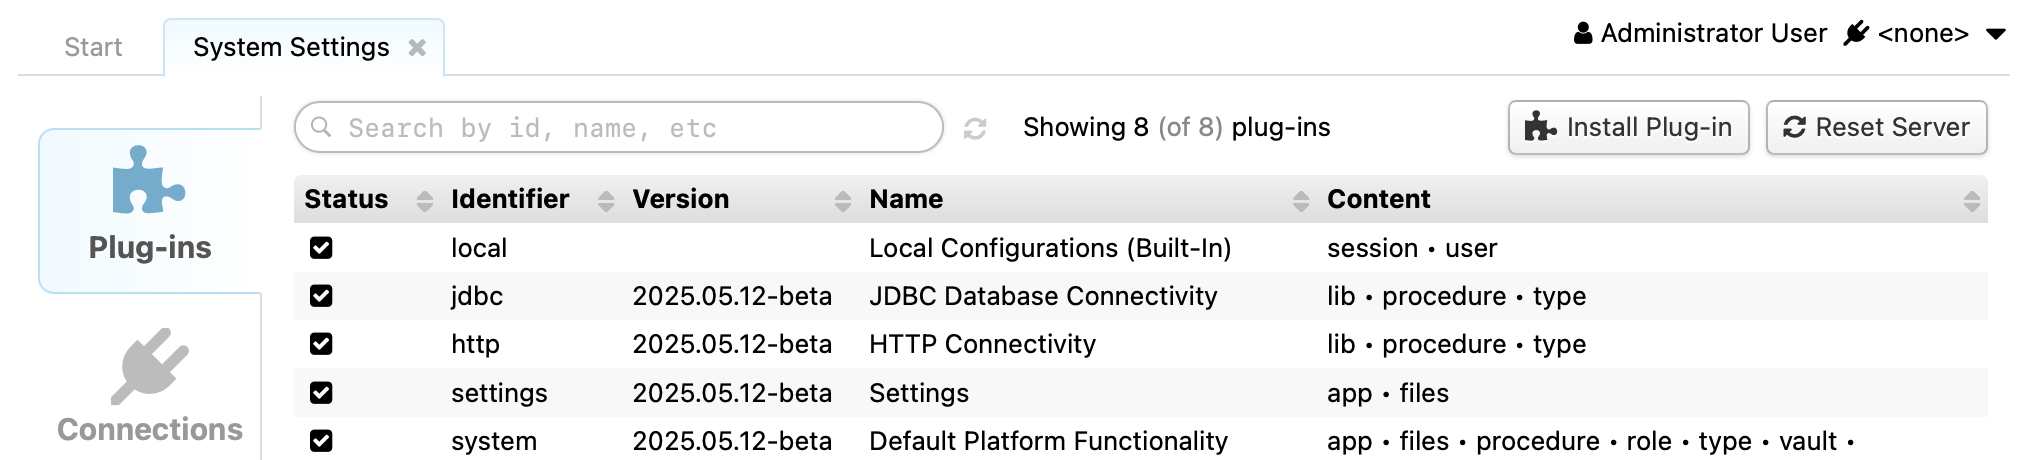 Start
System Settings
Administrator User <none>
Search by id, name, etc
Showing 8 (of 8) plug-ins
Install Plug-in
Reset Server
Plug-ins
Connections
Status Identifier Version Name Content
local Local Configurations (Built-In) session • user
jdbc 2025.05.12-beta JDBC Database Connectivity lib • procedure • type
http 2025.05.12-beta HTTP Connectivity lib • procedure • type
settings 2025.05.12-beta Settings app • files
system 2025.05.12-beta Default Platform Functionality app • files • procedure • role • type • vault •